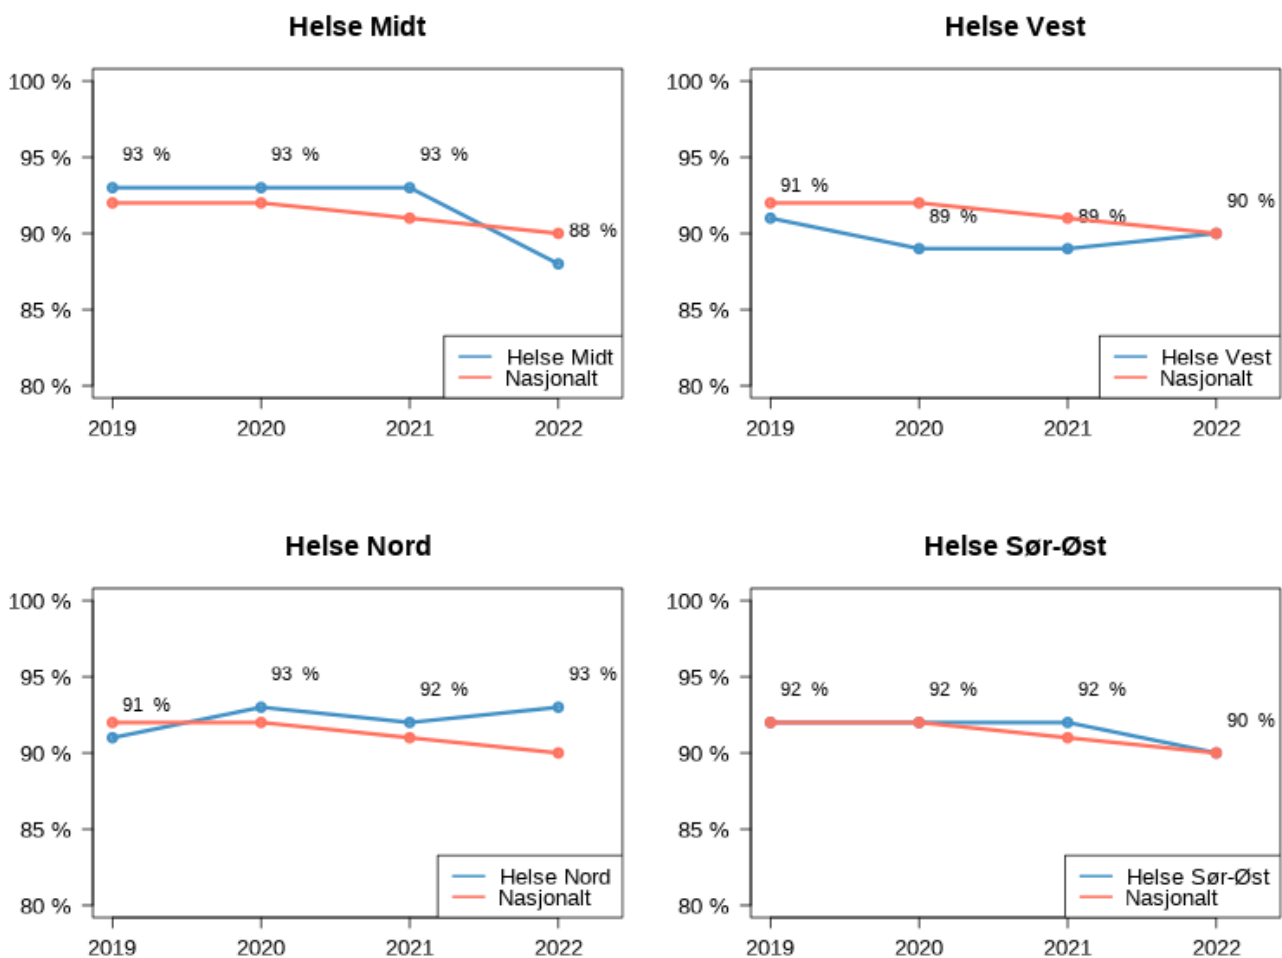 Helse Midt
100 %
95 %
90 %
85 %
80 %
93 %
93 %
93 %
88 %
Helse Midt
Nasjonalt
2019 2020 2021 2022
Helse Vest
100 %
95 %
90 %
85 %
80 %
91 %
89 %
89 %
90 %
Helse Vest
Nasjonalt
2019 2020 2021 2022
Helse Nord
100 %
95 %
90 %
85 %
80 %
91 %
93 %
92 %
93 %
Helse Nord
Nasjonalt
2019 2020 2021 2022
Helse Sør-Øst
100 %
95 %
90 %
85 %
80 %
92 %
92 %
92 %
90 %
Helse Sør-Øst
Nasjonalt
2019 2020 2021 2022